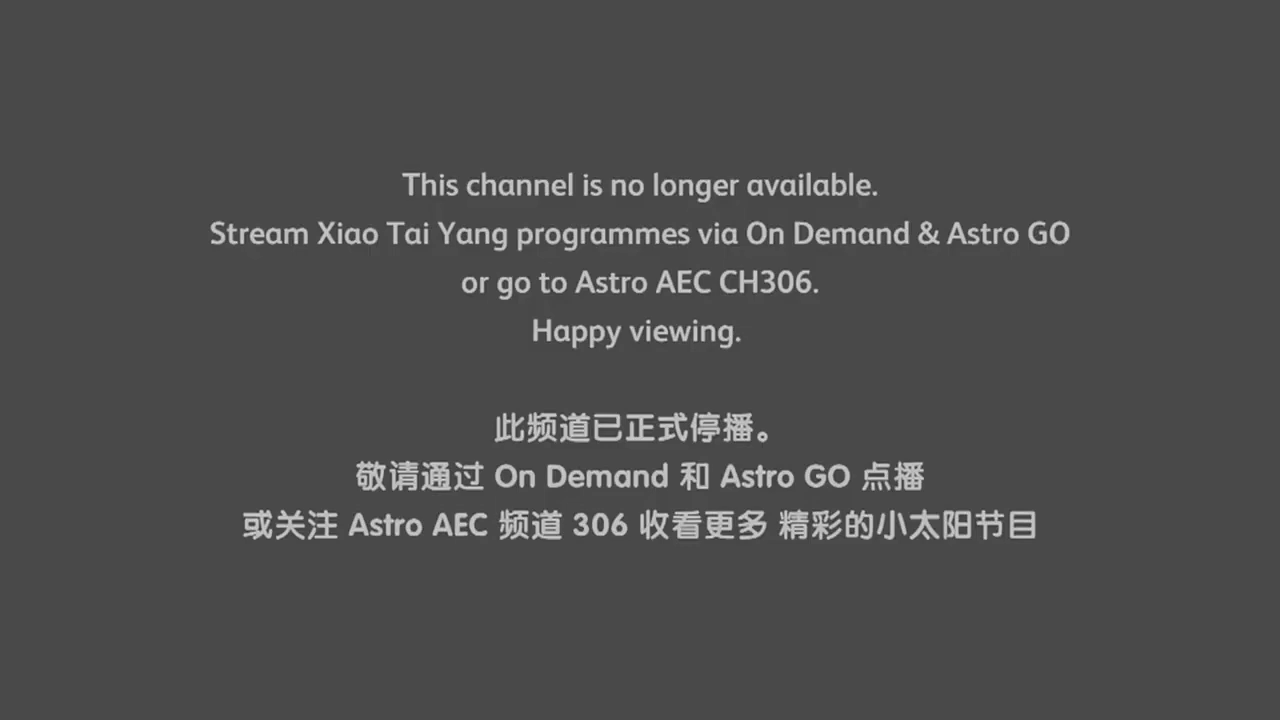 This channel is no longer available.
Stream Xiao Tai Yang programmes via On Demand & Astro GO
or go to Astro AEC CH306.
Happy viewing.
此频道已正式停播。
敬请通过 On Demand 和 Astro GO 点播
或关注 Astro AEC 频道 306 收看更多 精彩的小太阳节目